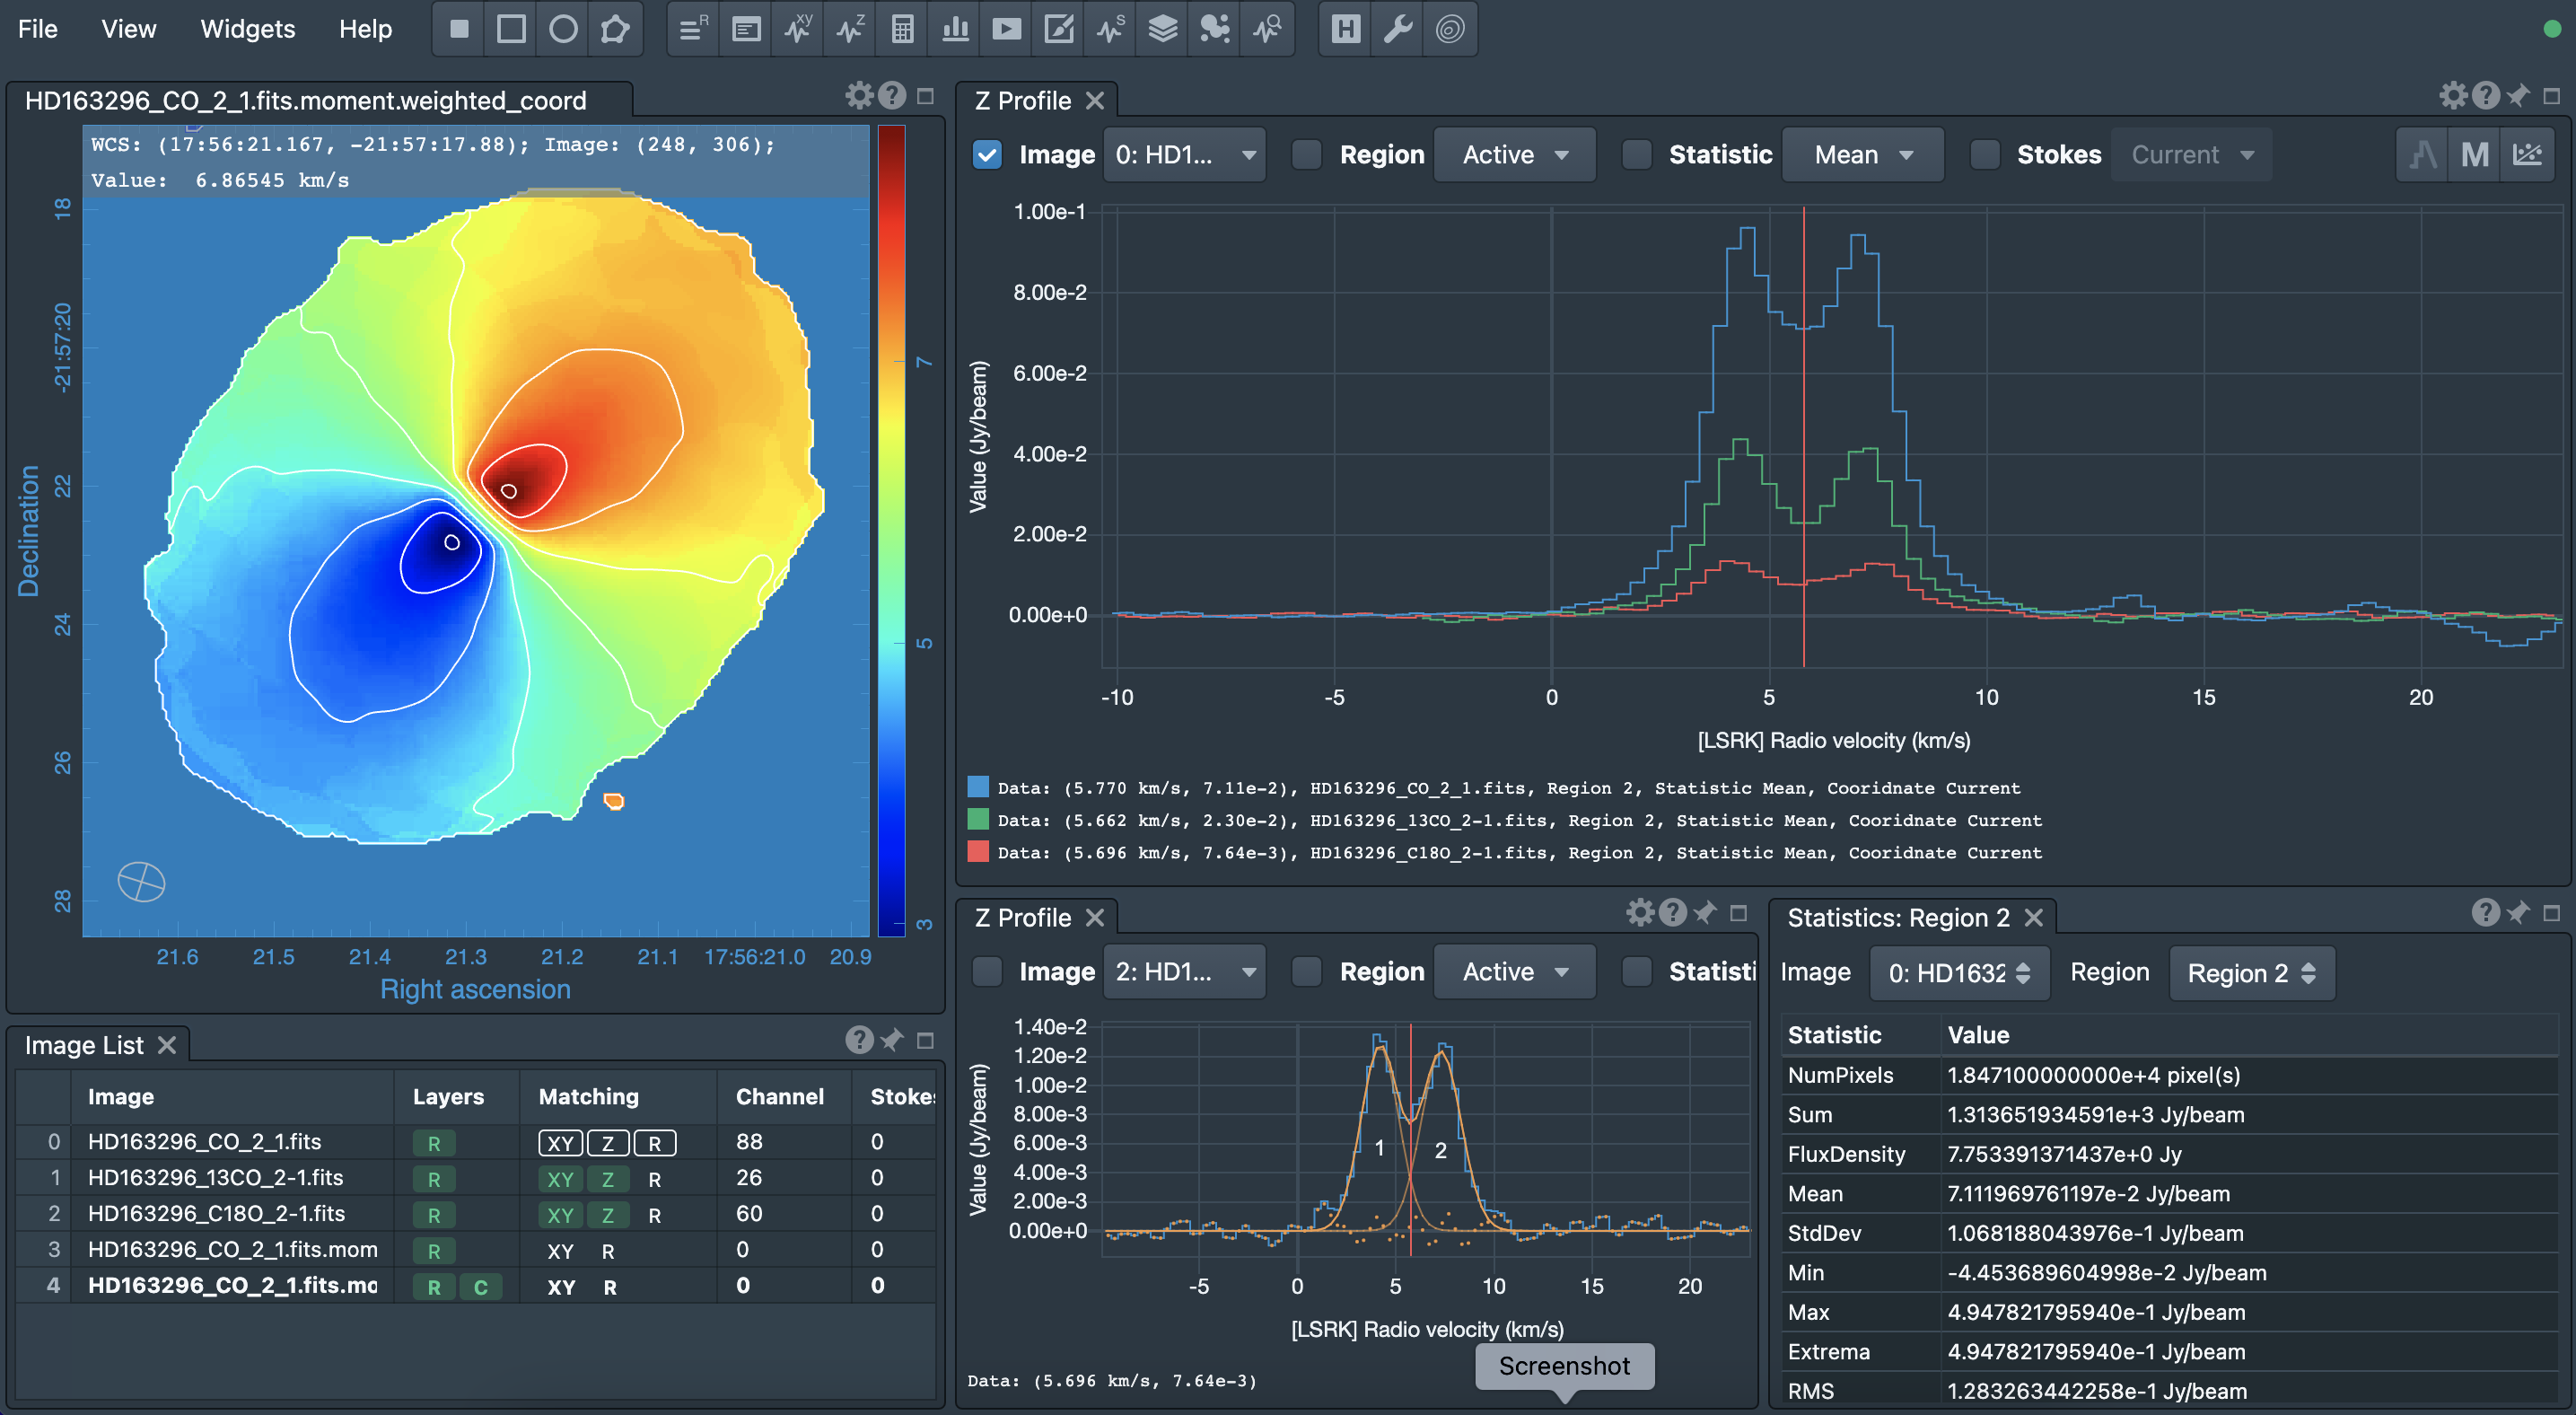 File View Widgets Help
R XY Z S H
HD163296_CO_2_1.fits.moment.weighted_coord
WCS: (17:56:21.167, -21:57:17.88); Image: (248, 306);
Value: 6.86545 km/s
18
-21:57:20
22
24
26
28
Declination
21.6 21.5 21.4 21.3 21.2 21.1 17:56:21.0 20.9
Right ascension
7
5
3
Image List
Image Layers Matching Channel Stoke
0 HD163296_CO_2_1.fits R XY Z R 88 0
1 HD163296_13CO_2-1.fits R XY Z R 26 0
2 HD163296_C18O_2-1.fits R XY Z R 60 0
3 HD163296_CO_2_1.fits.mom R XY R 0 0
4 HD163296_CO_2_1.fits.mo R C XY R 0 0
Z Profile
Image 0: HD1... Region Active Statistic Mean Stokes Current M
1.00e-1
8.00e-2
6.00e-2
4.00e-2
2.00e-2
0.00e+0
Value (Jy/beam)
-10 -5 0 5 10 15 20
[LSRK] Radio velocity (km/s)
Data: (5.770 km/s, 7.11e-2), HD163296_CO_2_1.fits, Region 2, Statistic Mean, Cooridnate Current
Data: (5.662 km/s, 2.30e-2), HD163296_13CO_2-1.fits, Region 2, Statistic Mean, Cooridnate Current
Data: (5.696 km/s, 7.64e-3), HD163296_C18O_2-1.fits, Region 2, Statistic Mean, Cooridnate Current
Z Profile
Image 2: HD1... Region Active Statisti
1.40e-2
1.20e-2
1.00e-2
8.00e-3
6.00e-3
4.00e-3
2.00e-3
0.00e+0
Value (Jy/beam)
1 2
-5 0 5 10 15 20
[LSRK] Radio velocity (km/s)
Screenshot
Data: (5.696 km/s, 7.64e-3)
Statistics: Region 2
Image 0: HD1632 Region Region 2
Statistic Value
NumPixels 1.847100000000e+4 pixel(s)
Sum 1.313651934591e+3 Jy/beam
FluxDensity 7.753391371437e+0 Jy
Mean 7.111969761197e-2 Jy/beam
StdDev 1.068188043976e-1 Jy/beam
Min -4.453689604998e-2 Jy/beam
Max 4.947821795940e-1 Jy/beam
Extrema 4.947821795940e-1 Jy/beam
RMS 1.283263442258e-1 Jy/beam